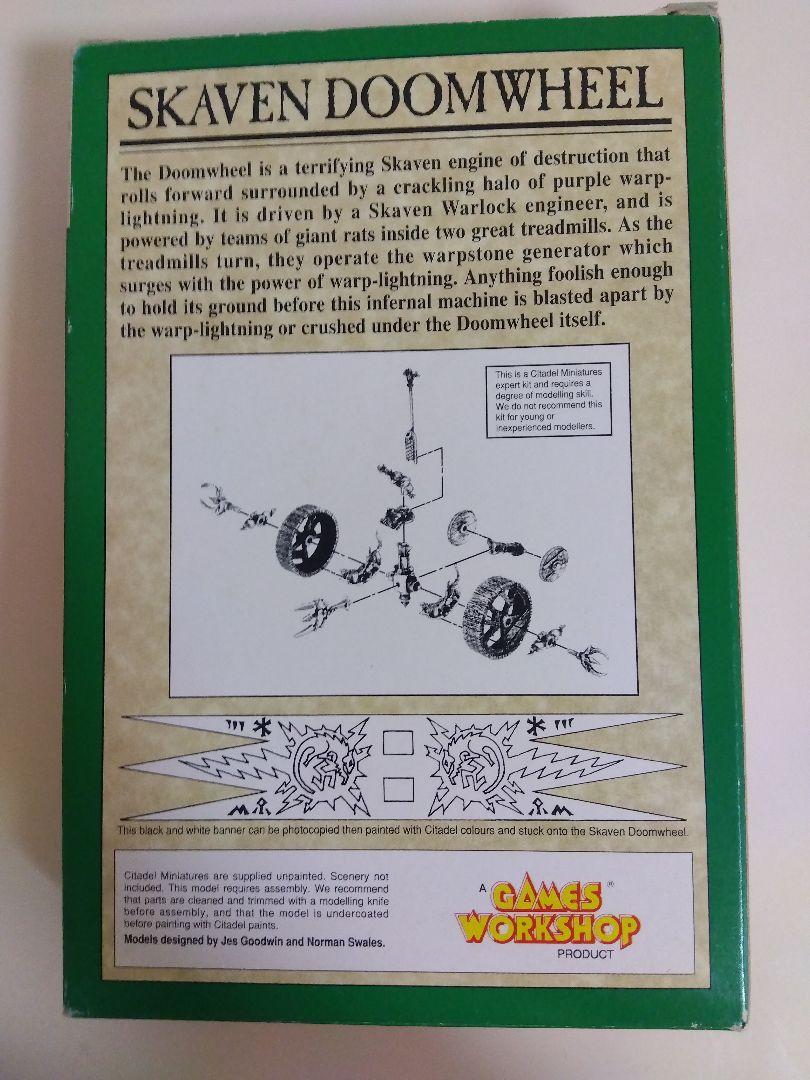 SKAVEN DOOMWHEEL
The Doomwheel is a terrifying Skaven engine of destruction that
rolls forward surrounded by a crackling halo of purple warp-
lightning. It is driven by a Skaven Warlock engineer, and is
powered by teams of giant rats inside two great treadmills. As the
treadmills turn, they operate the warpstone generator which
surges with the power of warp-lightning. Anything foolish enough
to hold its ground before this infernal machine is blasted apart by
the warp-lightning or crushed under the Doomwheel itself.
This is a Citadel Miniatures
expert kit and requires a
degree of modelling skill.
We do not recommend this
kit for young or
inexperienced modellers.
This black and white banner can be photocopied then painted with Citadel colours and stuck onto the Skaven Doomwheel.
Citadel Miniatures are supplied unpainted. Scenery not
included. This model requires assembly. We recommend
that parts are cleaned and trimmed with a modelling knife
before assembly, and that the model is undercoated
before painting with Citadel paints.
Models designed by Jes Goodwin and Norman Swales.
A GAMES®
WORKSHOP
PRODUCT